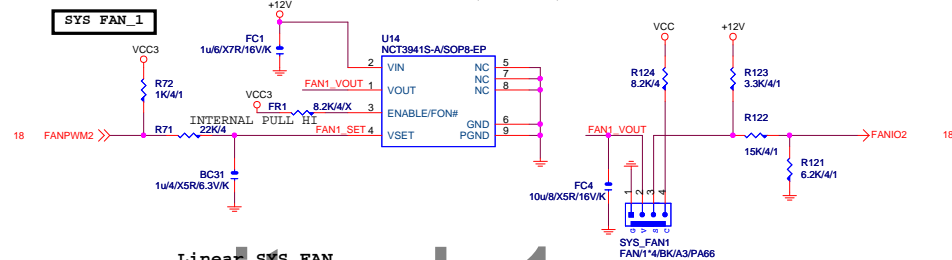 SYS FAN_1
+12V
FC1
1u/6/X7R/16V/K
U14
NCT3941S-A/SOP8-EP
VCC3
R72
1K/4/1
2
VIN
NC
5
NC
7
FAN1_VOUT
1
VOUT
NC
8
VCC3
FR1
8.2K/4/X
3
ENABLE/FON#
INTERNAL PULL HI
GND
6
18
FANPWM2
R71
22K/4
FAN1_SET
4
VSET
PGND
9
BC31
1u/4/X5R/6.3V/K
VCC
+12V
R124
8.2K/4
R123
3.3K/4/1
FAN1_VOUT
R122
15K/4/1
FANIO2
18
R121
6.2K/4/1
FC4
10u/8/X5R/16V/K
1
2
3
4
G
V
S
C
SYS_FAN1
FAN/1*4/BK/A3/PA66
Linear SYS FAN